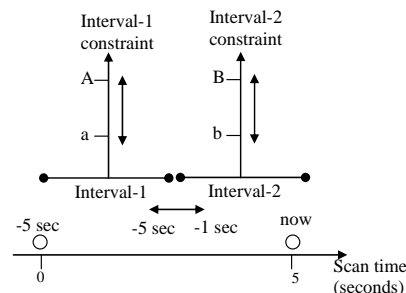 Interval-1
constraint
Interval-2
constraint
A
B
a
b
Interval-1
Interval-2
-5 sec
-5 sec
-1 sec
now
0
5
Scan time
(seconds)